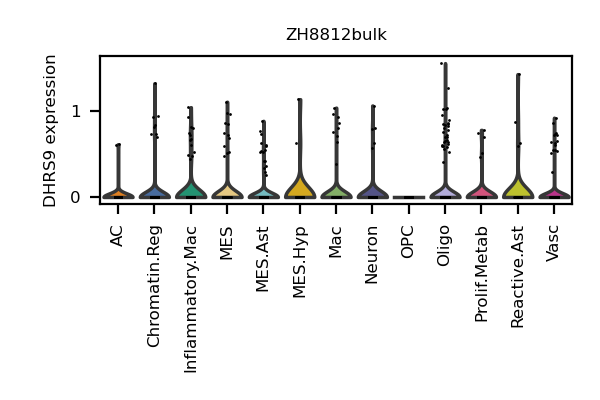 ZH8812bulk
DHRS9 expression
1
0
AC
Chromatin.Reg
Inflammatory.Mac
MES
MES.Ast
MES.Hyp
Mac
Neuron
OPC
Oligo
Prolif.Metab
Reactive.Ast
Vasc